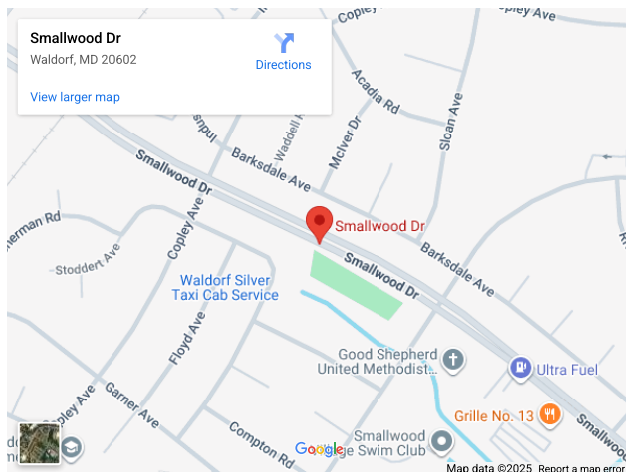 Smallwood Dr
Waldorf, MD 20602
Directions
View larger map
Copley Ave
Copley Ave
Acadia Rd
Sloan Ave
McIver Dr
Waddell
Barksdale Ave
Smallwood Dr
Smallwood Dr
Copley Ave
Stoddert Ave
Barksdale Ave
Smallwood Dr
Waldorf Silver
Taxi Cab Service
Floyd Ave
Good Shepherd
United Methodist...
Ultra Fuel
Copley Ave
Garner Ave
Grille No. 13
Smallwood
Compton Rd
Google
Smallwood
ge Swim Club
Map data ©2025
Report a map error